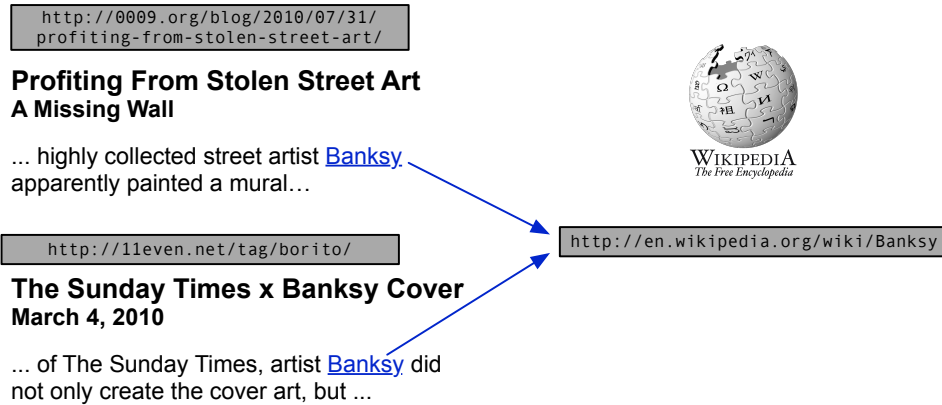 http://0009.org/blog/2010/07/31/
profiting-from-stolen-street-art/
Profiting From Stolen Street Art
A Missing Wall
... highly collected street artist Banksy
apparently painted a mural…
http://11even.net/tag/borito/
The Sunday Times x Banksy Cover
March 4, 2010
... of The Sunday Times, artist Banksy did
not only create the cover art, but ...
Ω
W
祖
И
WIKIPEDIA
The Free Encyclopedia
http://en.wikipedia.org/wiki/Banksy